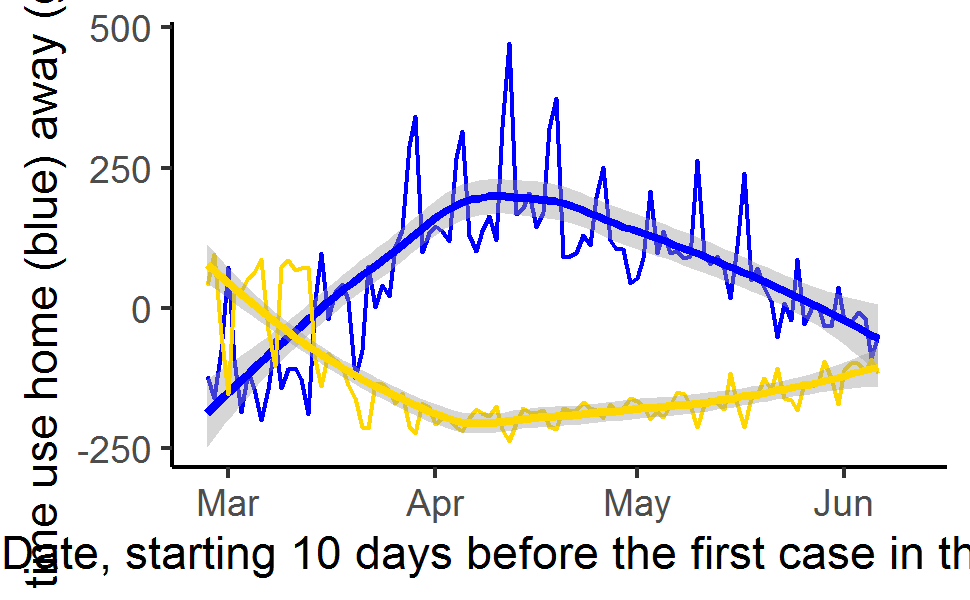 time use home (blue) away (
500
250
0
-250
Mar Apr May Jun
Date, starting 10 days before the first case in th